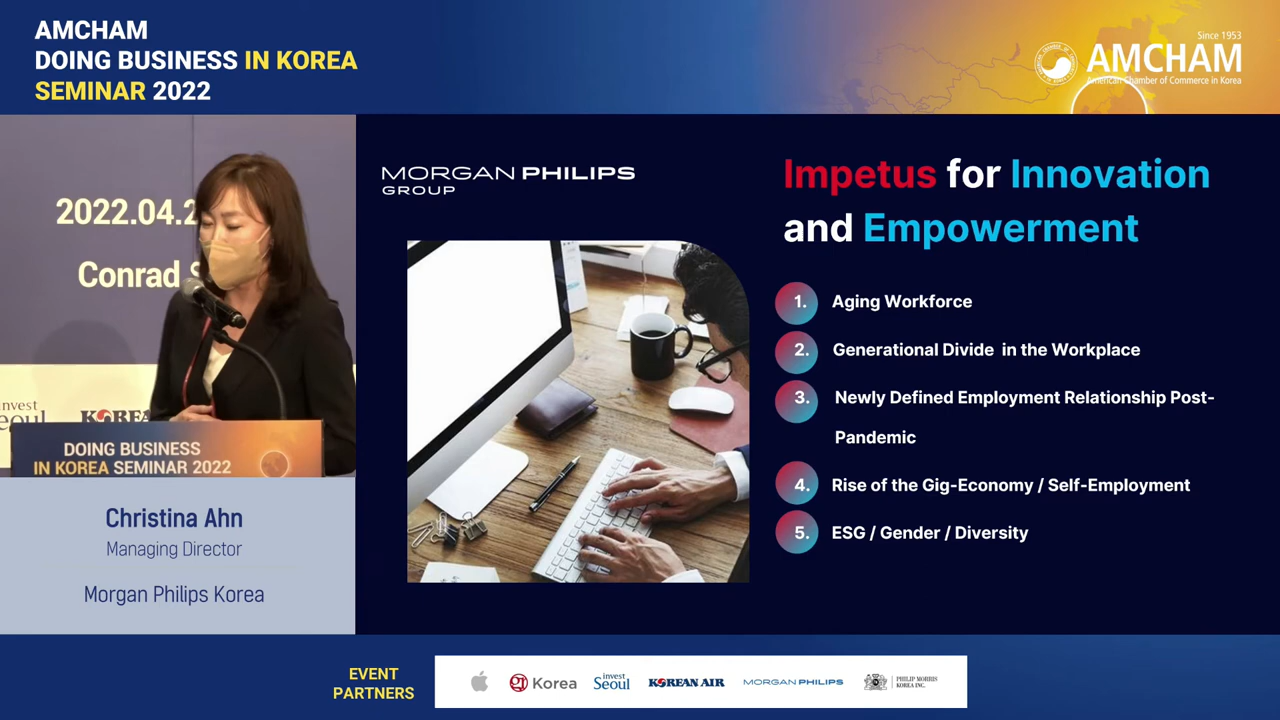 AMCHAM
DOING BUSINESS IN KOREA
SEMINAR 2022
Since 1953
AMCHAM
American Chamber of Commerce in Korea
2022.04.2
Conrad S
invest
Seoul
KOREA
DOING BUSINESS
IN KOREA SEMINAR 2022
Christina Ahn
Managing Director
Morgan Philips Korea
MORGAN PHILIPS
GROUP
Impetus for Innovation
and Empowerment
1. Aging Workforce
2. Generational Divide in the Workplace
3. Newly Defined Employment Relationship Post-
Pandemic
4. Rise of the Gig-Economy / Self-Employment
5. ESG / Gender / Diversity
EVENT
PARTNERS
Korea
invest
Seoul
KOREAN AIR
MORGAN PHILIPS
PHILIP MORRIS
KOREA INC.